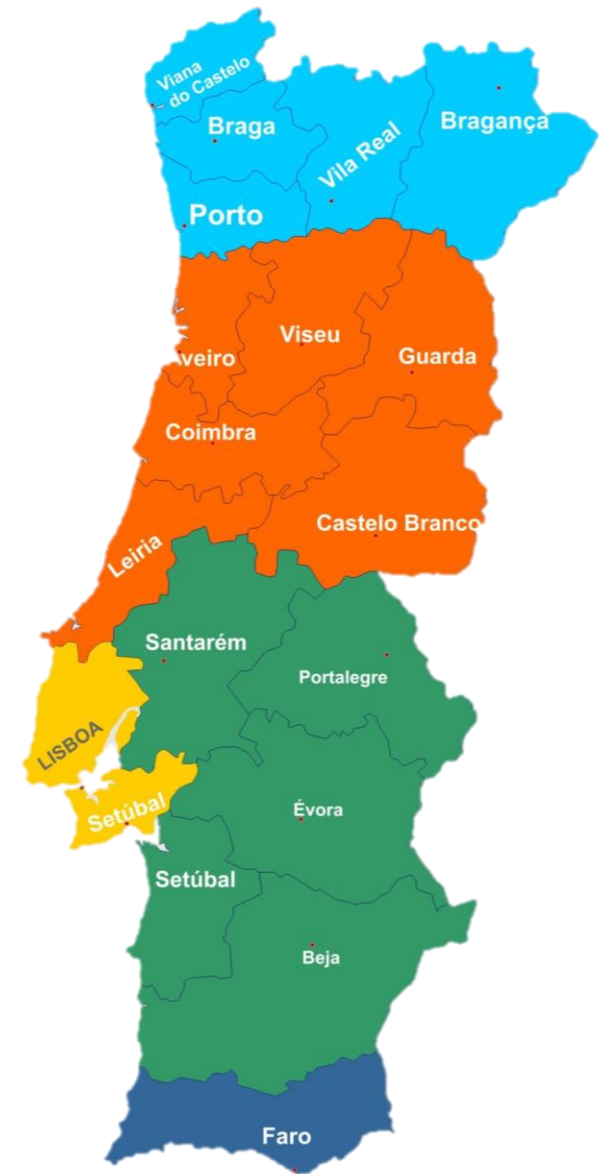 Viana
do Castelo
Braga
Bragança
Vila Real
Porto
Viseu
veiro
Guarda
Coimbra
Castelo Branco
Leiria
Santarém
Portalegre
LISBOA
Setúbal
Évora
Setúbal
Beja
Faro